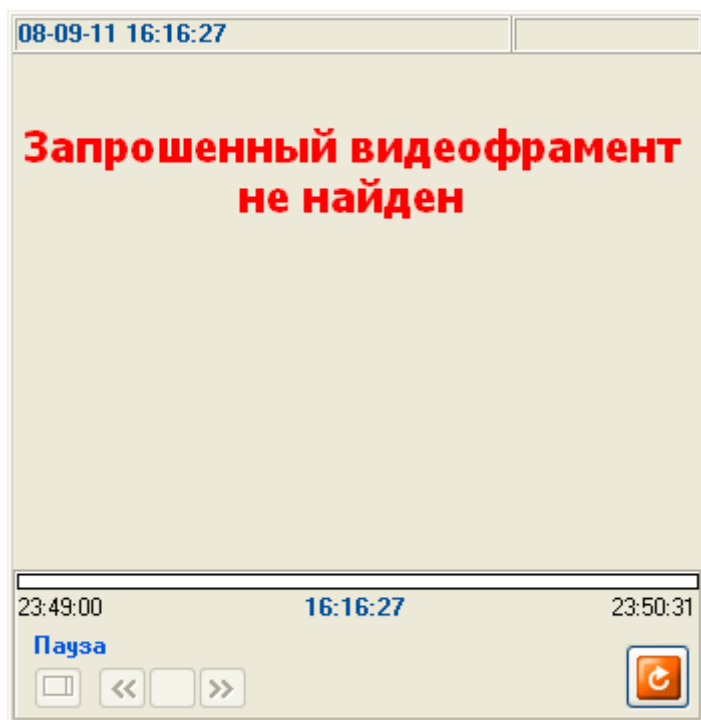 08-09-11 16:16:27
Запрошенный видеофрамент
не найден
23:49:00 16:16:27 23:50:31
Пауза